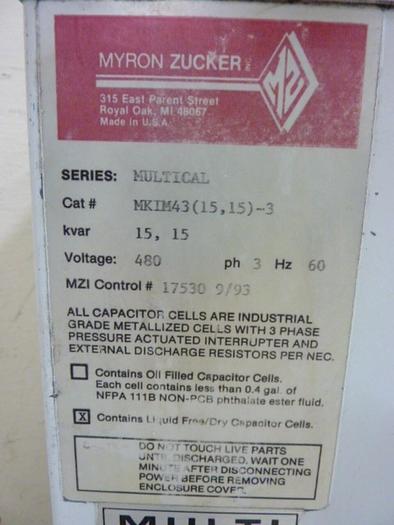 MYRON ZUCKER INC.
MZI
315 East Parent Street
Royal Oak, MI 48067
Made in U.S.A.
SERIES: MULTICAL
Cat # MKIM43(15,15)-3
kvar 15, 15
Voltage: 480 ph 3 Hz 60
MZI Control # 17530 9/93
ALL CAPACITOR CELLS ARE INDUSTRIAL
GRADE METALLIZED CELLS WITH 3 PHASE
PRESSURE ACTUATED INTERRUPTER AND
EXTERNAL DISCHARGE RESISTORS PER NEC.
Contains Oil Filled Capacitor Cells.
Each cell contains less than 0.4 gal. of
NFPA 111B NON-PCB phthalate ester fluid.
X Contains Liquid Free/Dry Capacitor Cells.
DO NOT TOUCH LIVE PARTS
UNTIL DISCHARGED. WAIT ONE
MINUTE AFTER DISCONNECTING
POWER BEFORE REMOVING
ENCLOSURE COVER.
MULTI